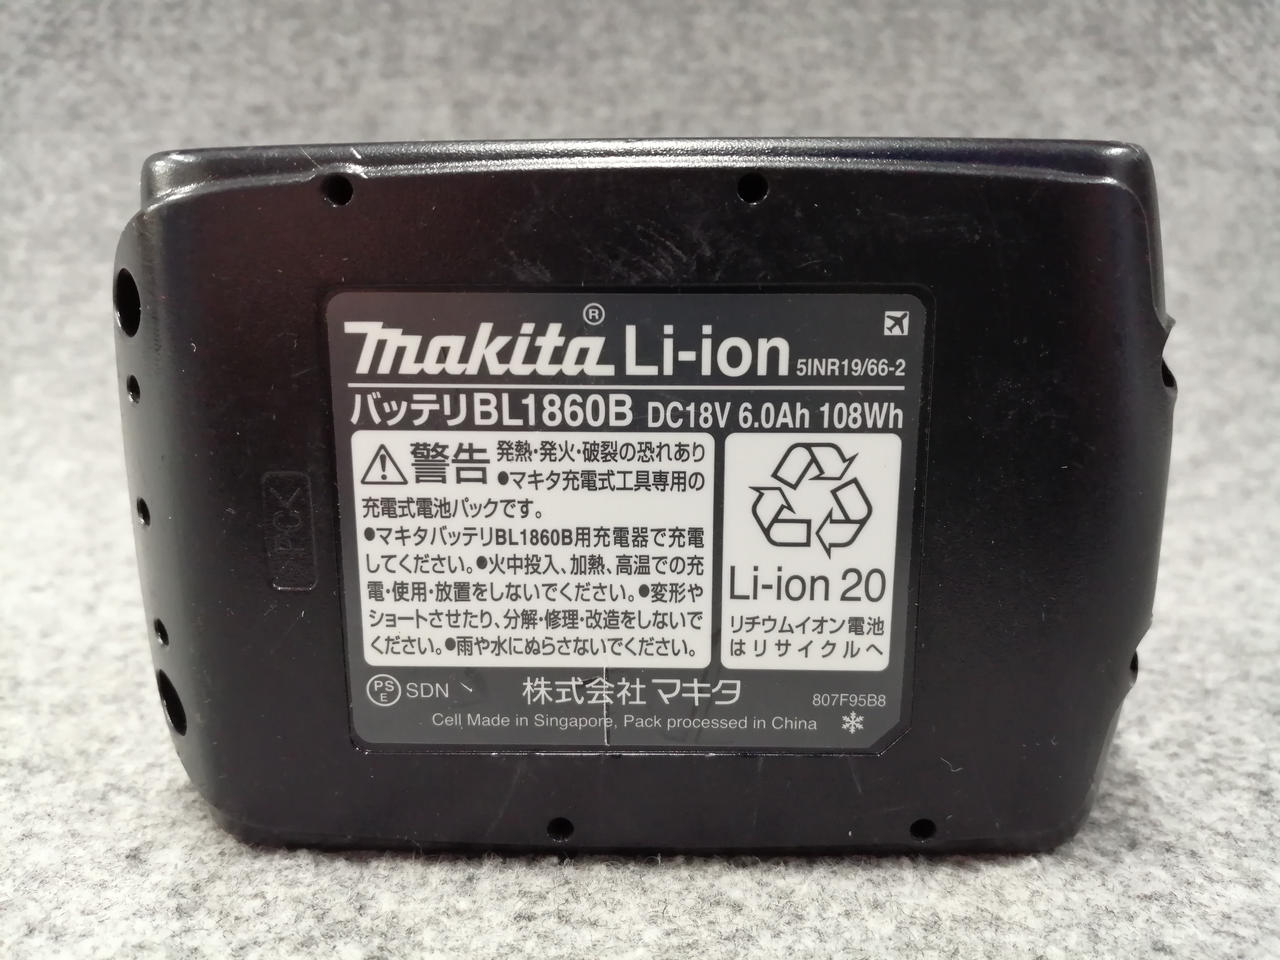 makita® Li-ion 5INR19/66-2
バッテリBL1860B DC18V 6.0Ah 108Wh
警告 発熱・発火・破裂の恐れあり
●マキタ充電式工具専用の
充電式電池パックです。
●マキタバッテリBL1860B用充電器で充電
してください。●火中投入、加熱、高温での充
電・使用・放置をしないでください。●変形や
ショートさせたり、分解・修理・改造をしないで
ください。●雨や水にぬらさないでください。
Li-ion 20
リチウムイオン電池
はリサイクルへ
PS
E
SDN
株式会社マキタ
807F95B8
Cell Made in Singapore, Pack processed in China